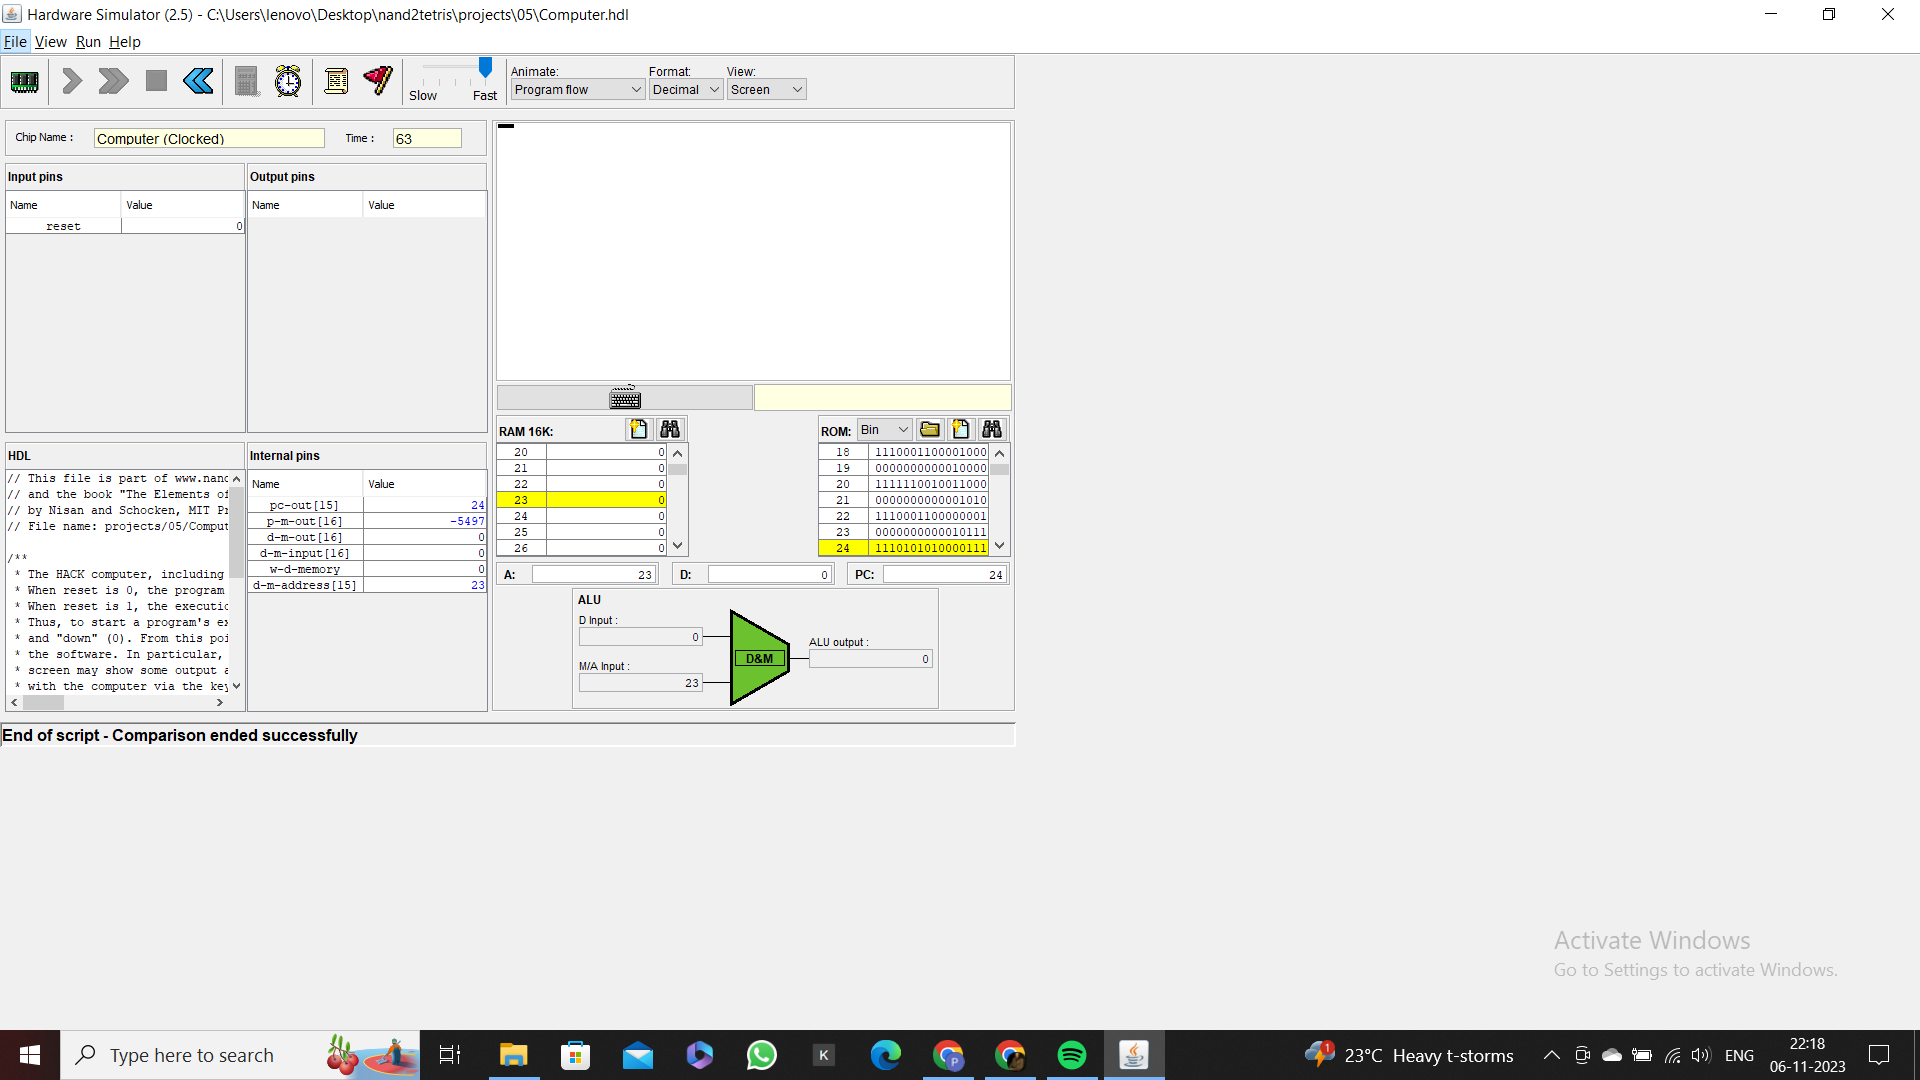 Hardware Simulator (2.5) - C:\Users\lenovo\Desktop\nand2tetris\projects\05\Computer.hdl
File View Run Help
Slow Fast
Animate: Format: View:
Program flow Decimal Screen
Chip Name : Computer (Clocked) Time : 63
Input pins
Name Value
reset 0
Output pins
Name Value
HDL
// This file is part of www.nand
// and the book "The Elements of
// by Nisan and Schocken, MIT Pr
// File name: projects/05/Comput
/**
* The HACK computer, including
* When reset is 0, the program
* When reset is 1, the executio
* Thus, to start a program's ex
* and "down" (0). From this poi
* the software. In particular,
* screen may show some output a
* with the computer via the key
Internal pins
Name Value
pc-out[15] 24
p-m-out[16] -5497
d-m-out[16] 0
d-m-input[16] 0
w-d-memory 0
d-m-address[15] 23
RAM 16K:
20 0
21 0
22 0
23 0
24 0
25 0
26 0
ROM: Bin
18 1110001100001000
19 0000000000010000
20 1111110010011000
21 0000000000001010
22 1110001100000001
23 0000000000010111
24 1110101010000111
A: 23 D: 0 PC: 24
ALU
D Input :
0
M/A Input :
23
D&M
ALU output :
0
End of script - Comparison ended successfully
Activate Windows
Go to Settings to activate Windows.
Type here to search
K
P
1
23°C Heavy t-storms
ENG
22:18
06-11-2023